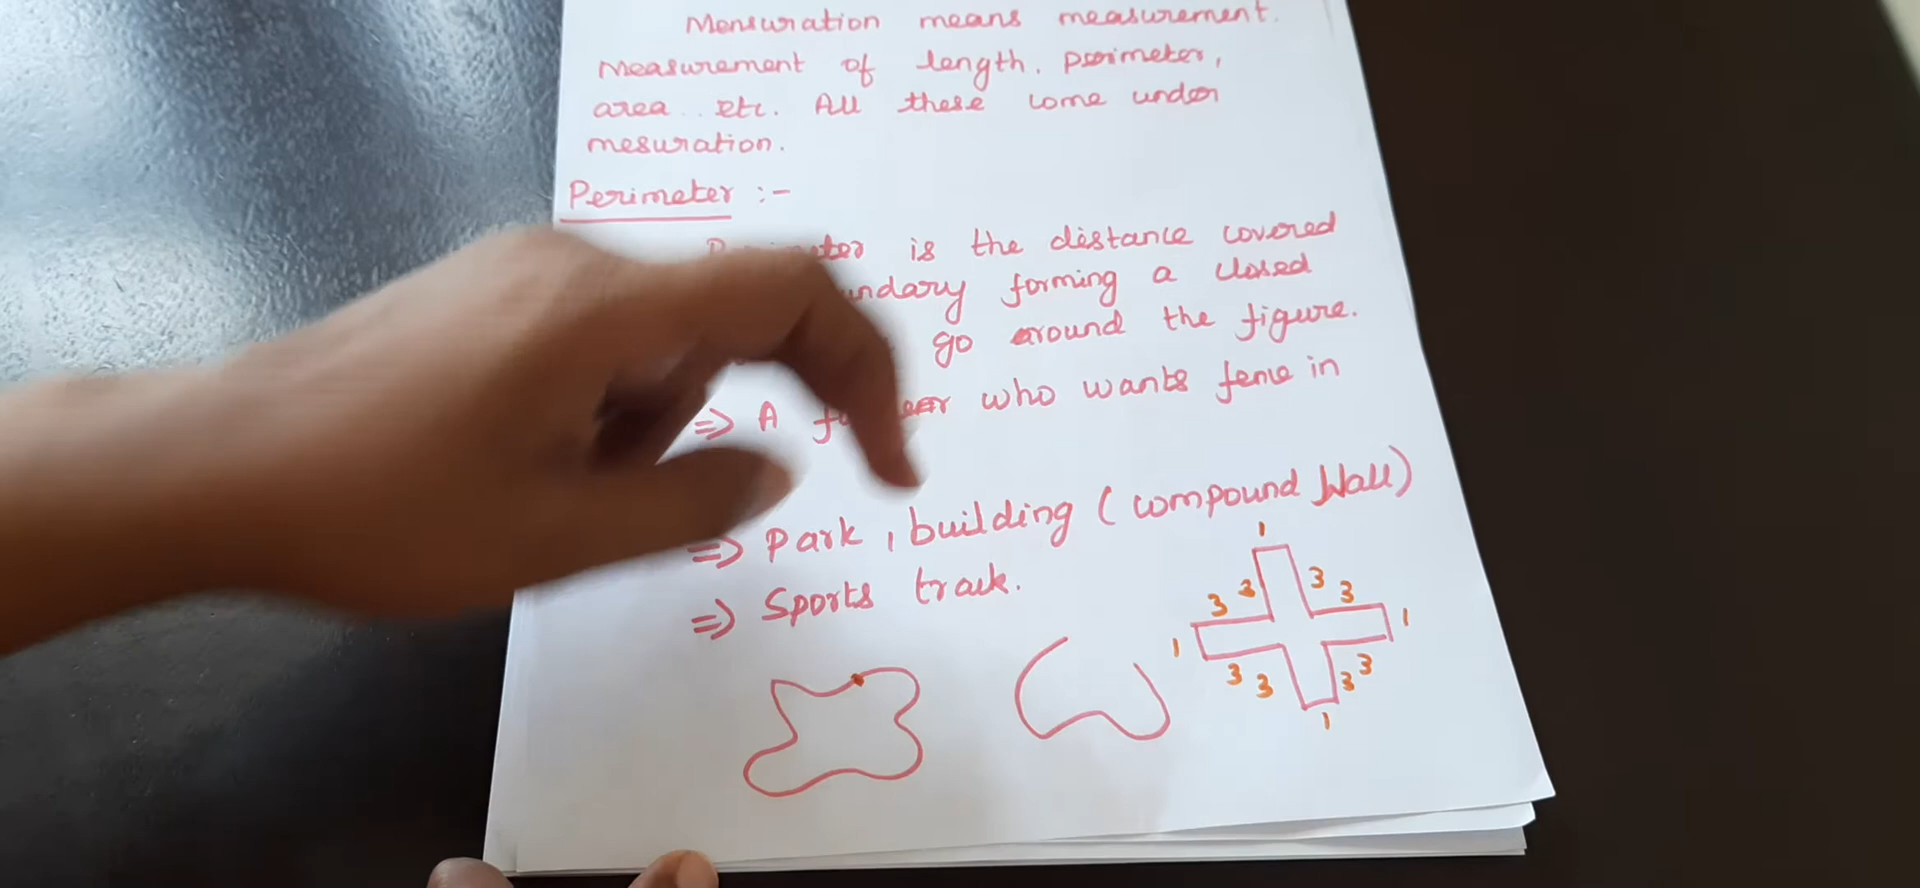 Mensuration means measurement.
Measurement of length, perimeter,
area.. etc. All these come under
mesuration.
Perimeter :-
is the distance covered
forming a closed
go around the figure.
⇒ A who wants fence in
⇒ Park, building (compound Wall)
⇒ Sports track.
1
3 3 3 3
1 1
3 3 3 3
1